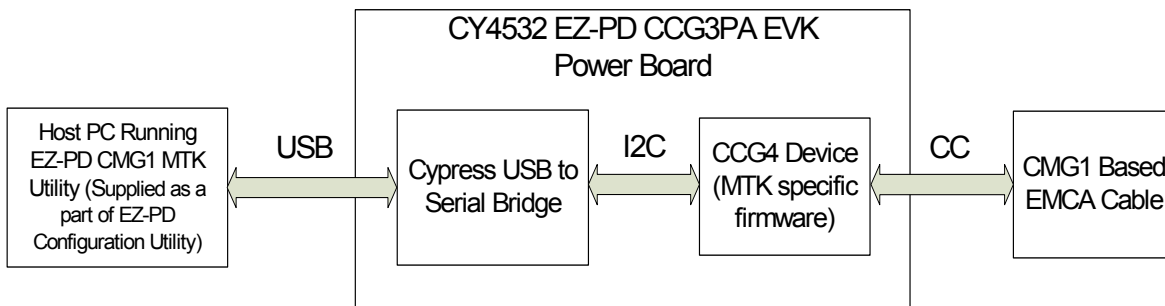 CY4532 EZ-PD CCG3PA EVK
Power Board
Host PC Running
EZ-PD CMG1 MTK
Utility (Supplied as a
part of EZ-PD
Configuration Utility)
USB
Cypress USB to
Serial Bridge
I2C
CCG4 Device
(MTK specific
firmware)
CC
CMG1 Based
EMCA Cable